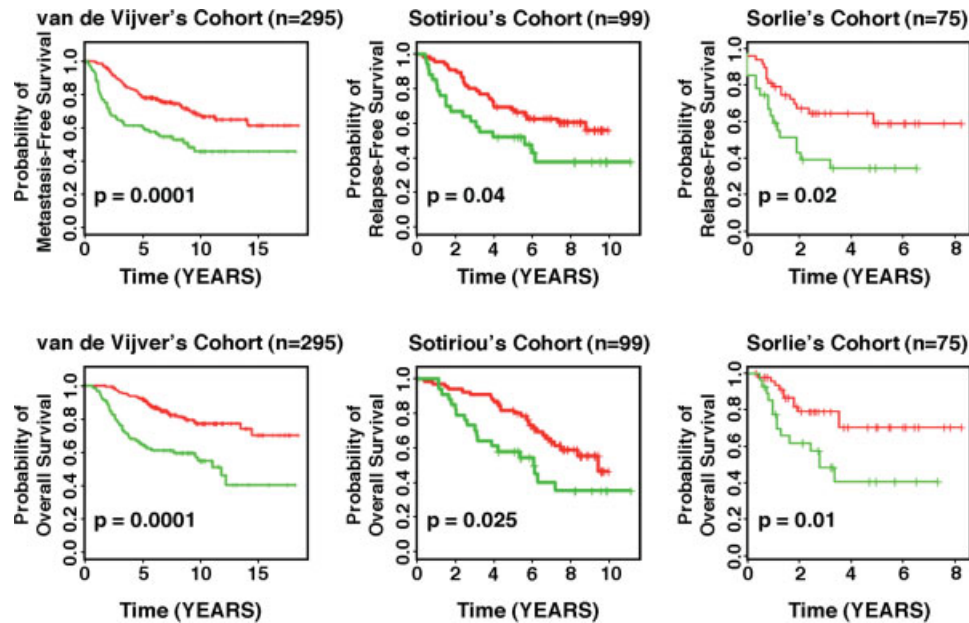 van de Vijver's Cohort (n=295)
Probability of
Metastasis-Free Survival
0.0 0.2 0.4 0.6 0.8 1.0
p = 0.0001
0 5 10 15
Time (YEARS)
Sotiriou's Cohort (n=99)
Probability of
Relapse-Free Survival
0.0 0.2 0.4 0.6 0.8 1.0
p = 0.04
0 2 4 6 8 10
Time (YEARS)
Sorlie's Cohort (n=75)
Probability of
Relapse-Free Survival
0.0 0.2 0.4 0.6 0.8 1.0
p = 0.02
0 2 4 6 8
Time (YEARS)
van de Vijver's Cohort (n=295)
Probability of
Overall Survival
0.0 0.2 0.4 0.6 0.8 1.0
p = 0.0001
0 5 10 15
Time (YEARS)
Sotiriou's Cohort (n=99)
Probability of
Overall Survival
0.0 0.2 0.4 0.6 0.8 1.0
p = 0.025
0 2 4 6 8 10
Time (YEARS)
Sorlie's Cohort (n=75)
Probability of
Overall Survival
0.0 0.2 0.4 0.6 0.8 1.0
p = 0.01
0 2 4 6 8
Time (YEARS)